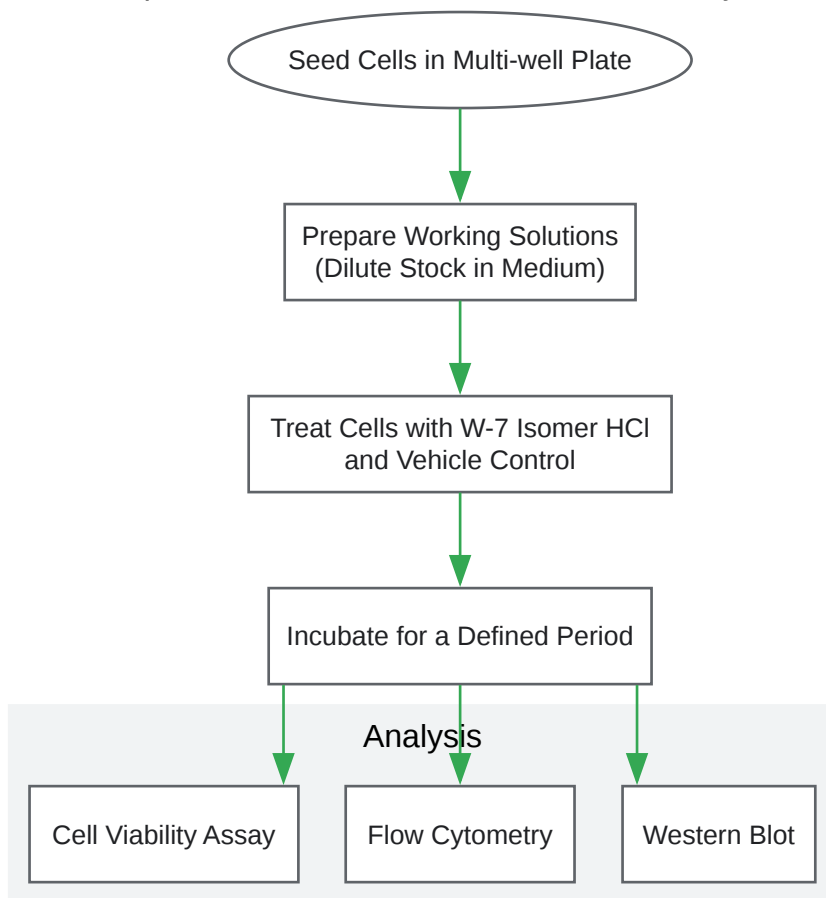 Seed Cells in Multi-well Plate
Prepare Working Solutions
(Dilute Stock in Medium)
Treat Cells with W-7 Isomer HCl
and Vehicle Control
Incubate for a Defined Period
Analysis
Cell Viability Assay
Flow Cytometry
Western Blot